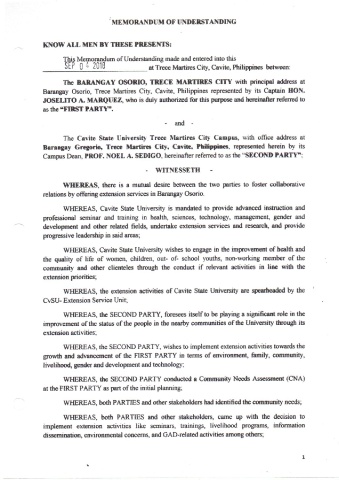 MEMORANDUM OF UNDERSTANDING
KNOW ALL MEN BY THESE PRESENTS:
This Memorandum of Understanding made and entered into this
SEP 04 2018 at Trece Martires City, Cavite, Philippines between:
The BARANGAY OSORIO, TRECE MARTIRES CITY with principal address at
Barangay Osorio, Trece Martires City, Cavite, Philippines represented by its Captain HON.
JOSELITO A. MARQUEZ, who is duly authorized for this purpose and hereinafter referred to
as the "FIRST PARTY".
- and -
The Cavite State University Trece Martires City Campus, with office address at
Barangay Gregorio, Trece Martires City, Cavite, Philippines, represented herein by its
Campus Dean, PROF. NOEL A. SEDIGO, hereinafter referred to as the "SECOND PARTY":
- WITNESSETH -
WHEREAS, there is a mutual desire between the two parties to foster collaborative
relations by offering extension services in Barangay Osorio.
WHEREAS, Cavite State University is mandated to provide advanced instruction and
professional seminar and training in health, sciences, technology, management, gender and
development and other related fields, undertake extension services and research, and provide
progressive leadership in said areas;
WHEREAS, Cavite State University wishes to engage in the improvement of health and
the quality of life of women, children, out- of- school youths, non-working member of the
community and other clienteles through the conduct if relevant activities in line with the
extension priorities;
WHEREAS, the extension activities of Cavite State University are spearheaded by the
CvSU- Extension Service Unit;
WHEREAS, the SECOND PARTY, foresees itself to be playing a significant role in the
improvement of the status of the people in the nearby communities of the University through its
extension activities;
WHEREAS, the SECOND PARTY, wishes to implement extension activities towards the
growth and advancement of the FIRST PARTY in terms of environment, family, community,
livelihood, gender and development and technology;
WHEREAS, the SECOND PARTY conducted a Community Needs Assessment (CNA)
at the FIRST PARTY as part of the initial planning;
WHEREAS, both PARTIES and other stakeholders had identified the community needs;
WHEREAS, both PARTIES and other stakeholders, came up with the decision to
implement extension activities like seminars, trainings, livelihood programs, information
dissemination, environmental concerns, and GAD-related activities among others;
1